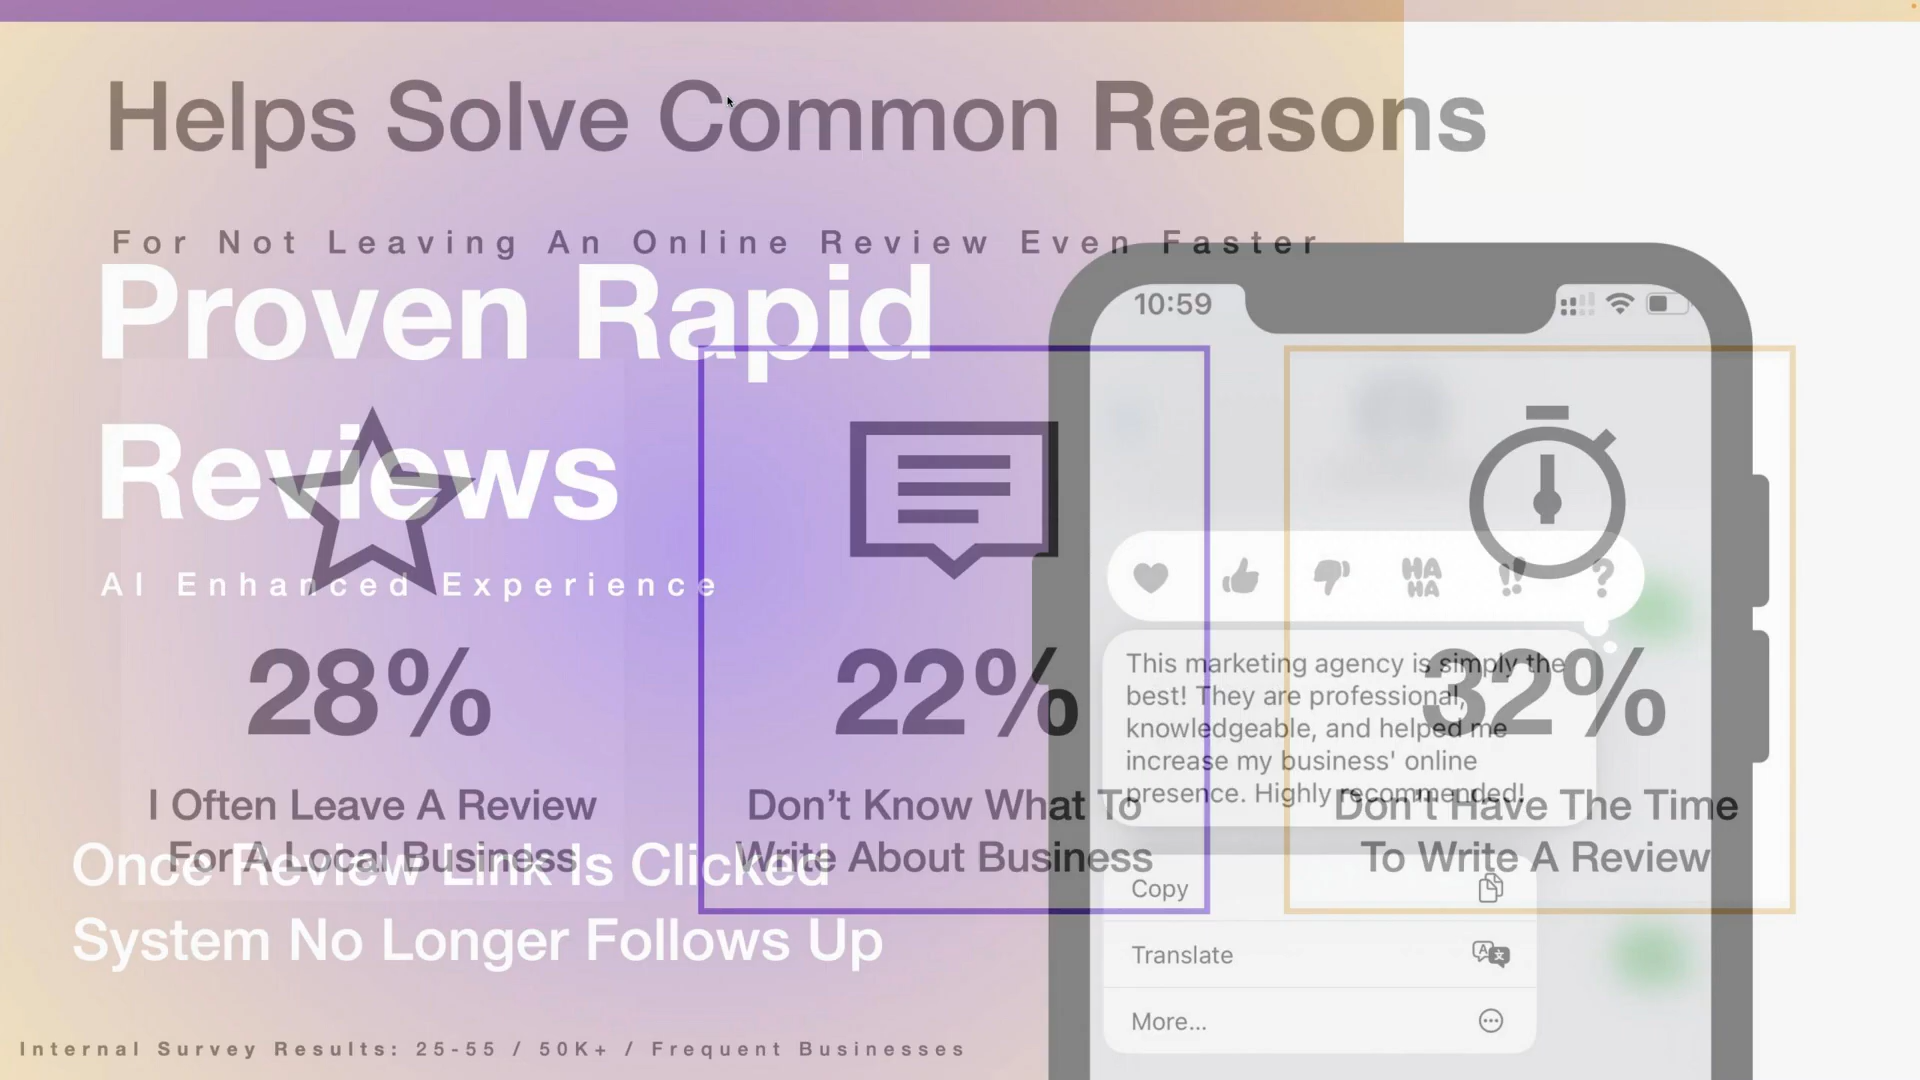 Helps Solve Common Reasons
For Not Leaving An Online Review Even Faster
Proven Rapid
Reviews
AI Enhanced Experience
10:59
HA
HA
!!
?
28%
I Often Leave A Review
For A Local Business
22%
Don’t Know What To
Write About Business
32%
Don’t Have The Time
To Write A Review
This marketing agency is simply the
best! They are professional,
knowledgeable, and helped me
increase my business' online
presence. Highly recommended!
Once Review Link Is Clicked
System No Longer Follows Up
Copy
Translate
More...
Internal Survey Results: 25-55 / 50K+ / Frequent Businesses